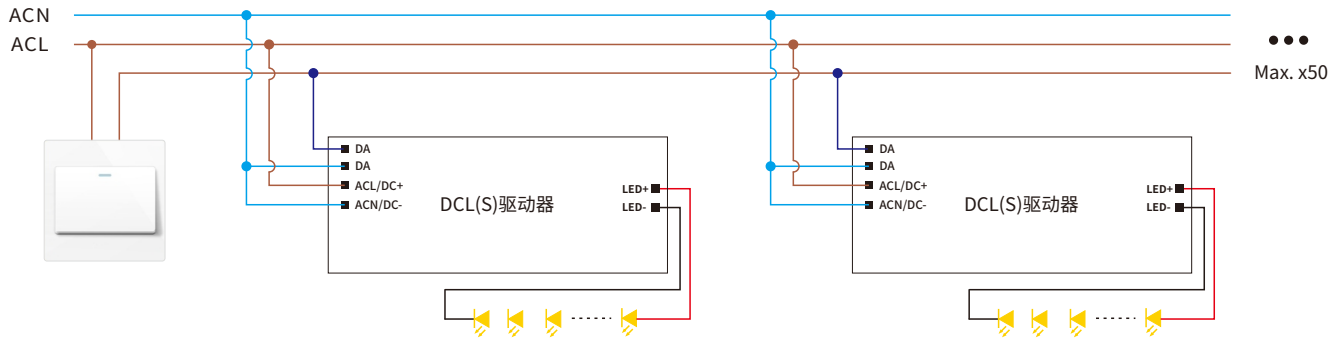 ACN
ACL
Max. x50
DA
DA
ACL/DC+
ACN/DC-
DCL(S)驱动器
LED+
LED-
DA
DA
ACL/DC+
ACN/DC-
DCL(S)驱动器
LED+
LED-